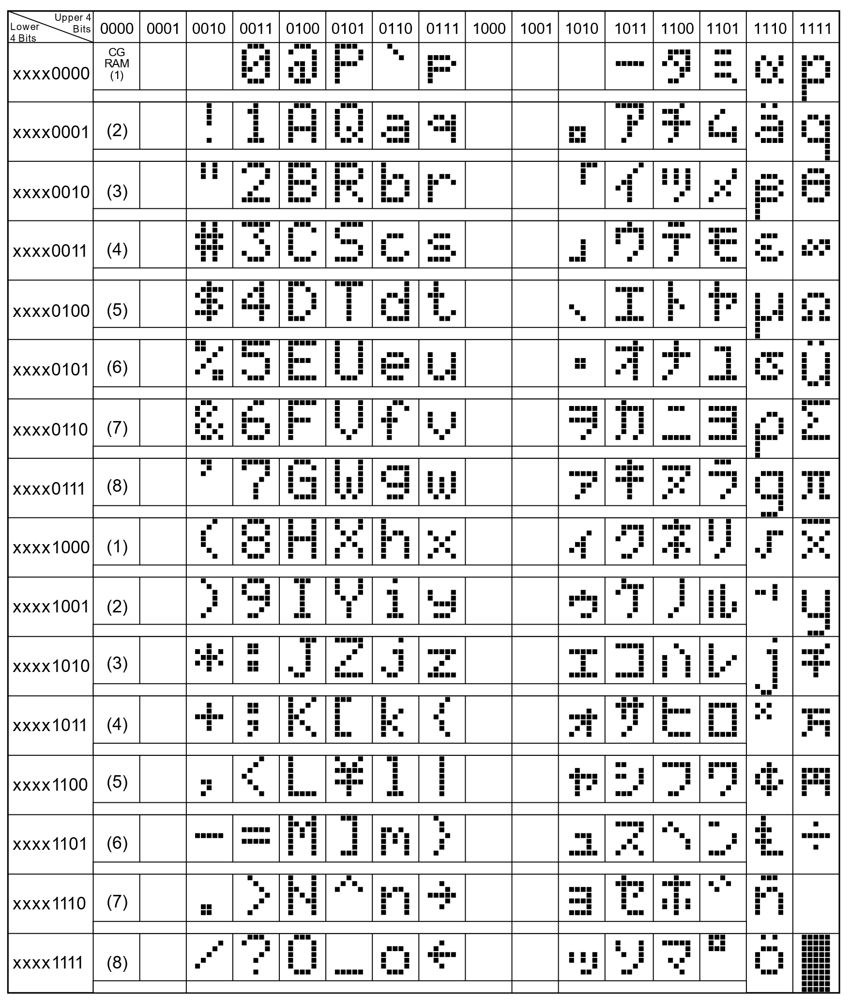 Upper 4 Bits Lower 4 Bits 0000 0001 0010 0011 0100 0101 0110 0111 1000 1001 1010 1011 1100 1101 1110 1111
xxxx0000 CG RAM (1) 0 @ P ` p ー タ ミ α p
xxxx0001 (2) ! 1 A Q a q 。 ア チ ム ä q
xxxx0010 (3) " 2 B R b r 「 イ ツ メ β θ
xxxx0011 (4) # 3 C S c s 」 ウ テ モ ε ∞
xxxx0100 (5) $ 4 D T d t 、 エ ト ヤ μ Ω
xxxx0101 (6) % 5 E U e u ・ オ ナ ユ σ ü
xxxx0110 (7) & 6 F V f v ヲ カ ニ ヨ ρ Σ
xxxx0111 (8) ' 7 G W g w ァ キ ヌ ラ g π
xxxx1000 (1) ( 8 H X h x ィ ク ネ リ √ x̄
xxxx1001 (2) ) 9 I Y i y ゥ ケ ノ ル ⁻¹ y
xxxx1010 (3) * : J Z j z ェ コ ハ レ j 千
xxxx1011 (4) + ; K [ k { ォ サ ヒ ロ ˣ 万
xxxx1100 (5) , < L ¥ l | ャ シ フ ワ ¢ 円
xxxx1101 (6) - = M ] m } ュ ス ヘ ン Ł ÷
xxxx1110 (7) . > N ^ n → ョ セ ホ ゛ ñ
xxxx1111 (8) / ? O _ o ← ッ ソ マ ゜ ö █